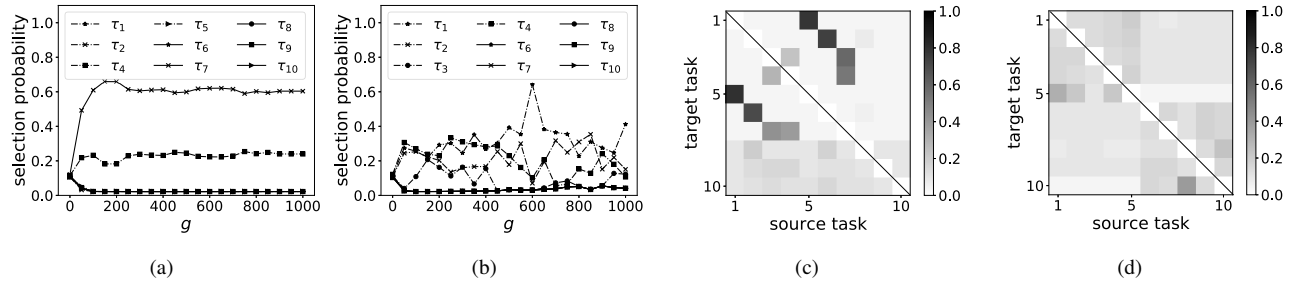 selection probability
1.0
0.8
0.6
0.4
0.2
0.0
τ1 τ5 τ8
τ2 τ6 τ9
τ4 τ7 τ10
0 200 400 600 800 1000
g
(a)
selection probability
1.0
0.8
0.6
0.4
0.2
0.0
τ1 τ4 τ8
τ2 τ6 τ9
τ3 τ7 τ10
0 200 400 600 800 1000
g
(b)
target task
1
5
10
1 5 10
source task
1.0
0.8
0.6
0.4
0.2
0.0
(c)
target task
1
5
10
1 5 10
source task
1.0
0.8
0.6
0.4
0.2
0.0
(d)